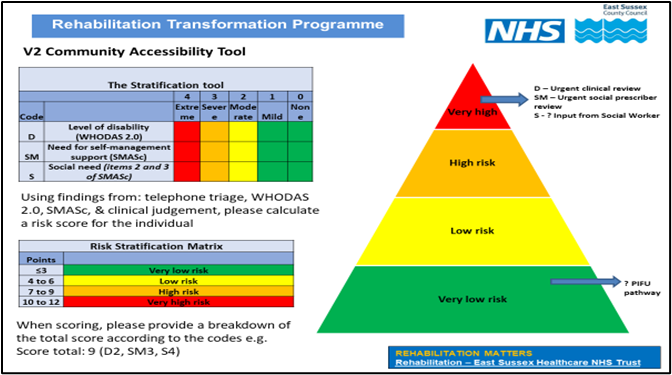 Rehabilitation Transformation Programme
NHS
East Sussex
County Council
V2 Community Accessibility Tool
The Stratification tool
4 3 2 1 0
Code Extre me Sever e Mode rate Mild Non e
D Level of disability (WHODAS 2.0)
SM Need for self-management support (SMASc)
S Social need (items 2 and 3 of SMASc)
Using findings from: telephone triage, WHODAS
2.0, SMASc, & clinical judgement, please calculate
a risk score for the individual
Risk Stratification Matrix
Points
≤3 Very low risk
4 to 6 Low risk
7 to 9 High risk
10 to 12 Very high risk
When scoring, please provide a breakdown of
the total score according to the codes e.g.
Score total: 9 (D2, SM3, S4)
Very high
High risk
Low risk
Very low risk
D – Urgent clinical review
SM – Urgent social prescriber
review
S - ? Input from Social Worker
? PIFU
pathway
REHABILITATION MATTERS
Rehabilitation – East Sussex Healthcare NHS Trust